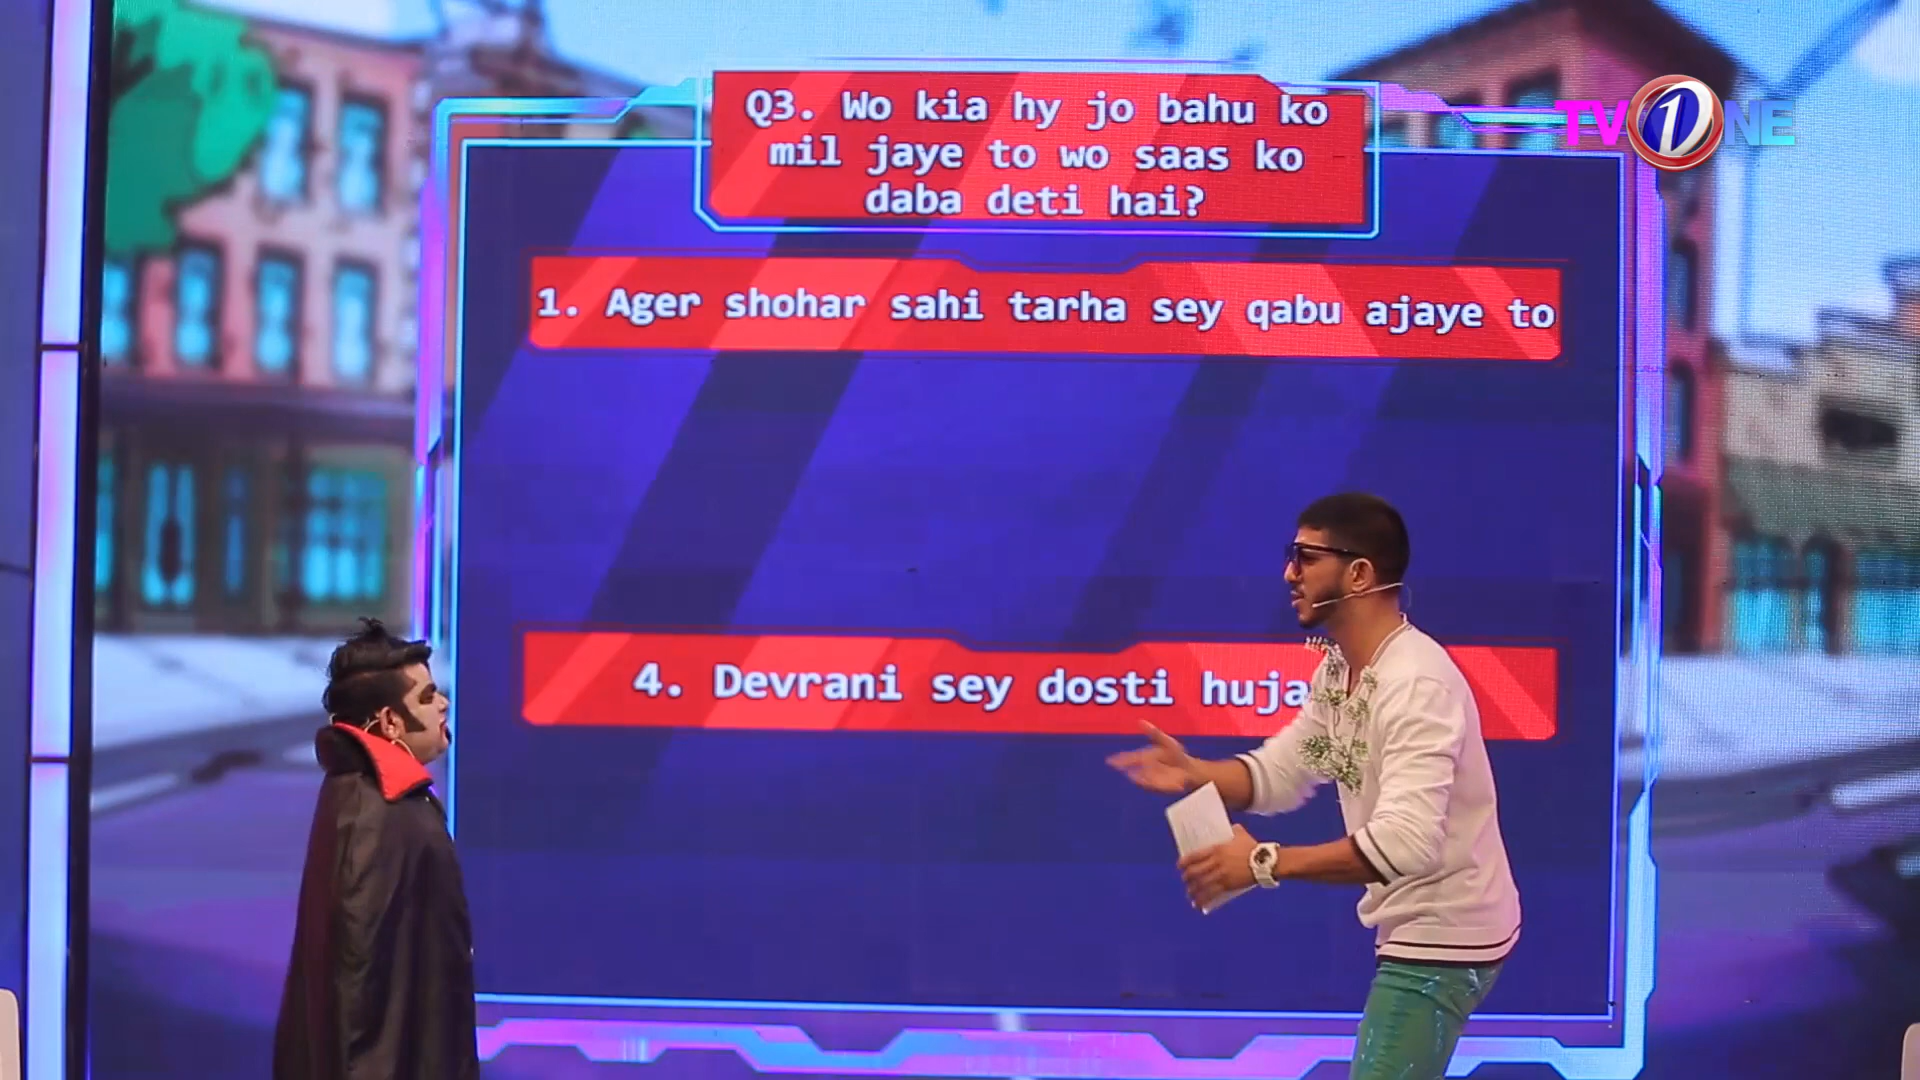 Q3. Wo kia hy jo bahu ko
mil jaye to wo saas ko
daba deti hai?
TV ONE
1. Ager shohar sahi tarha sey qabu ajaye to
4. Devrani sey dosti